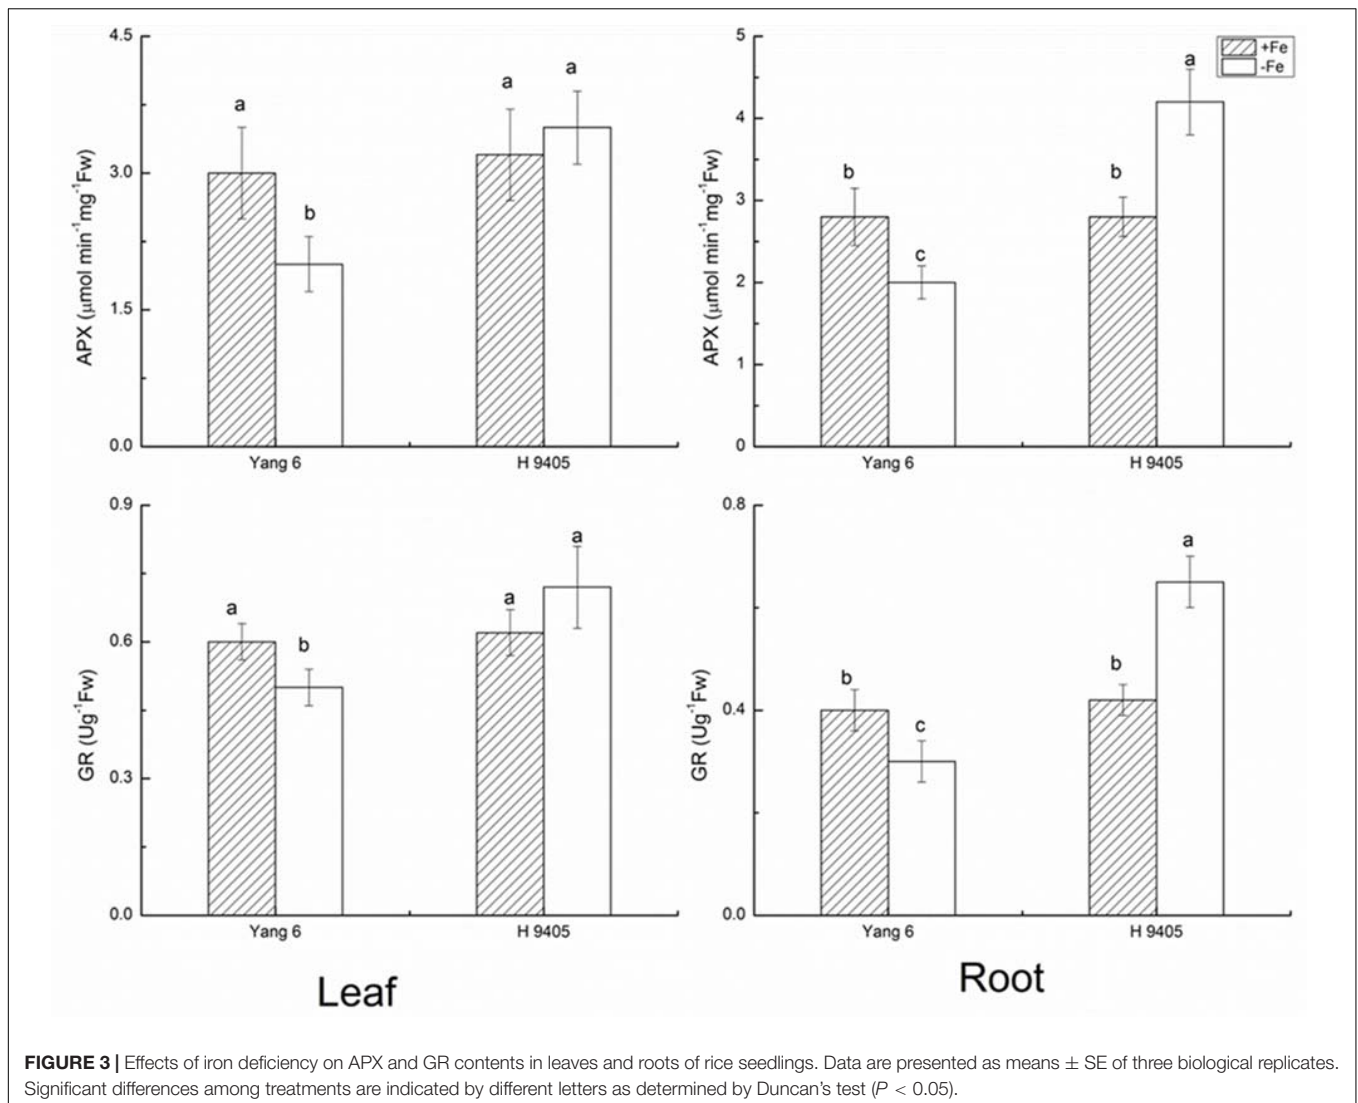 4.5
a
a
a
3.0
b
1.5
0.0
APX (μmol min⁻¹mg⁻¹Fw)
Yang 6
H 9405
5
+Fe
-Fe
a
4
b
b
3
c
2
1
0
APX (μmol min⁻¹mg⁻¹Fw)
Yang 6
H 9405
0.9
a
a
a
b
0.6
0.3
0.0
GR (Ug⁻¹Fw)
Yang 6
H 9405
Leaf
0.8
a
b
b
c
0.4
0.0
GR (Ug⁻¹Fw)
Yang 6
H 9405
Root
FIGURE 3 | Effects of iron deficiency on APX and GR contents in leaves and roots of rice seedlings. Data are presented as means ± SE of three biological replicates.
Significant differences among treatments are indicated by different letters as determined by Duncan's test (P < 0.05).